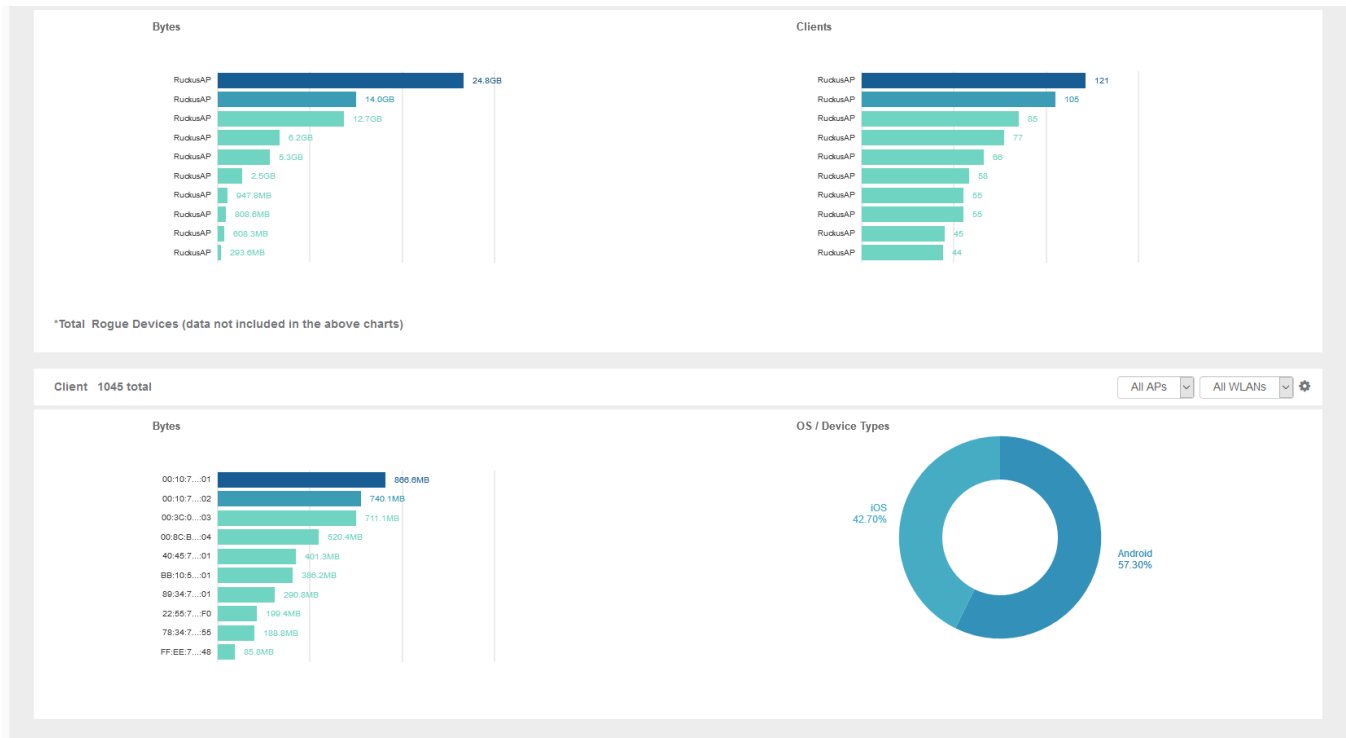 Bytes
RuckusAP 24.8GB
RuckusAP 14.0GB
RuckusAP 12.7GB
RuckusAP 6.2GB
RuckusAP 5.3GB
RuckusAP 2.5GB
RuckusAP 947.8MB
RuckusAP 808.6MB
RuckusAP 608.3MB
RuckusAP 293.6MB
Clients
RuckusAP 121
RuckusAP 105
RuckusAP 85
RuckusAP 77
RuckusAP 66
RuckusAP 58
RuckusAP 55
RuckusAP 55
RuckusAP 45
RuckusAP 44
*Total Rogue Devices (data not included in the above charts)
Client 1045 total
All APs All WLANs
Bytes
00:10:7...:01 866.6MB
00:10:7...:02 740.1MB
00:3C:0...:03 711.1MB
00:8C:B...:04 520.4MB
40:45:7...:01 401.3MB
BB:10:5...:01 386.2MB
89:34:7...:01 290.8MB
22:55:7...:F0 199.4MB
78:34:7...:55 188.8MB
FF:EE:7...:48 85.8MB
OS / Device Types
iOS
42.70%
Android
57.30%